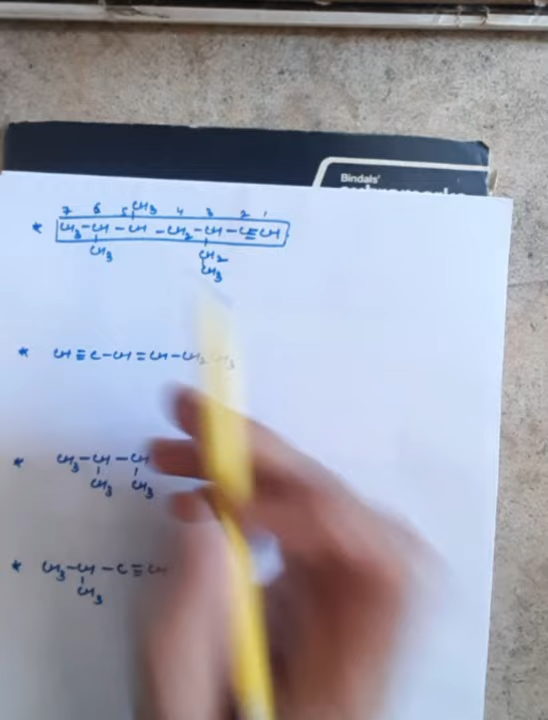 Bindals'
7 6 5 CH₃ 4 3 2 1
* CH₃-CH-CH-CH₂-CH-C≡CH
CH₃ CH₂
CH₃
* CH≡C-CH=CH-CH₂
* CH₃-CH-CH
CH₃ CH₃
* CH₃-CH-C≡CH
CH₃